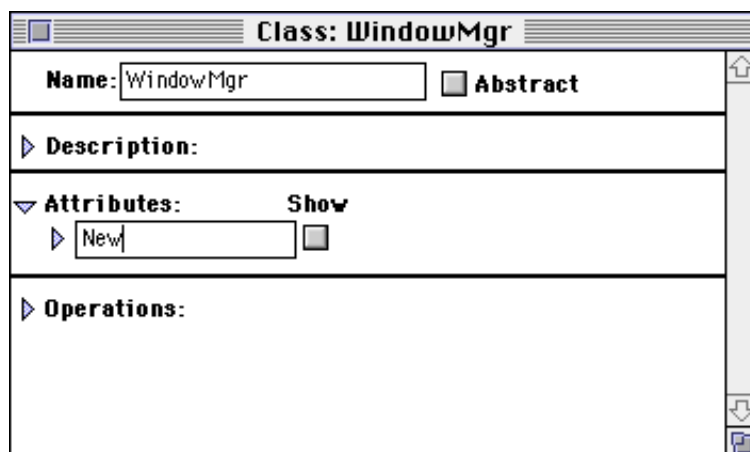 Class: WindowMgr
Name: WindowMgr Abstract
Description:
Attributes: Show
New
Operations: